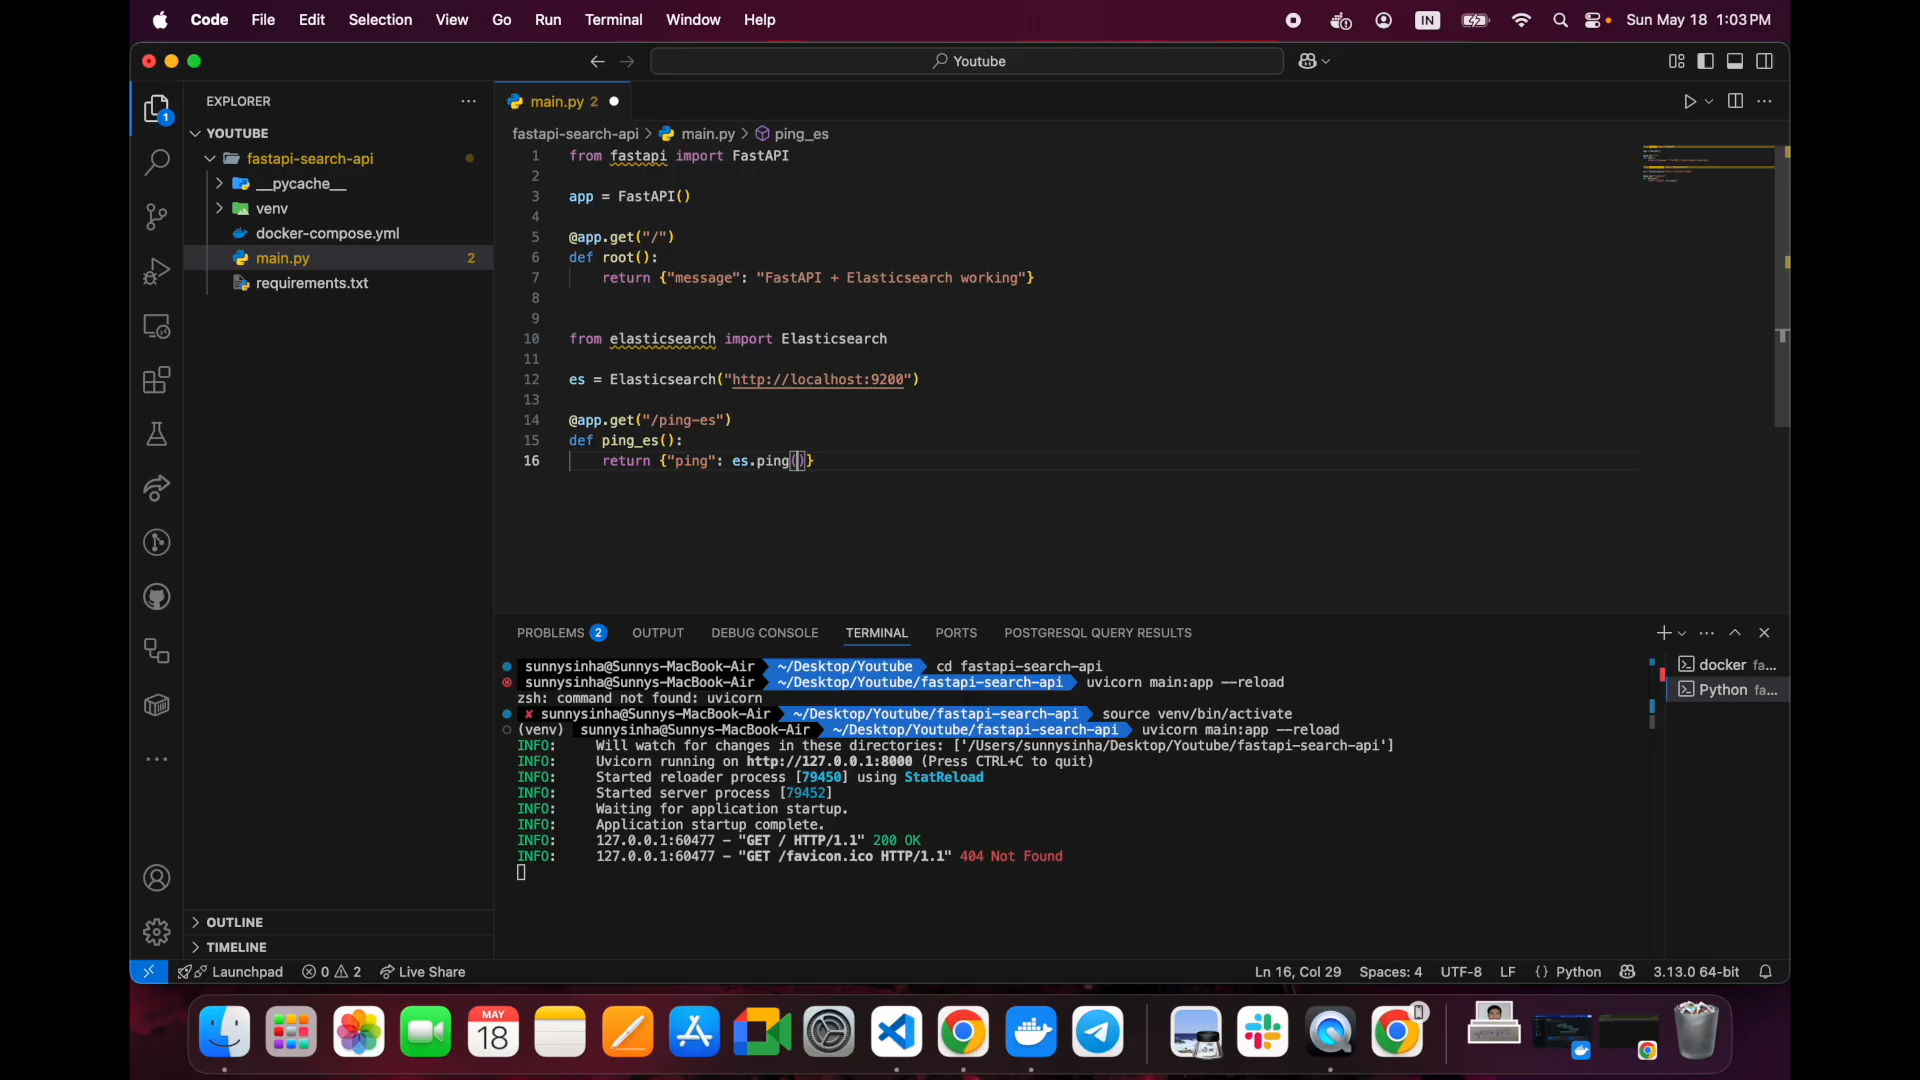 Code File Edit Selection View Go Run Terminal Window Help IN Sun May 18 1:03 PM
Youtube
EXPLORER
YOUTUBE
fastapi-search-api
__pycache__
venv
docker-compose.yml
main.py 2
requirements.txt
OUTLINE
TIMELINE
1
main.py 2
fastapi-search-api > main.py > ping_es
1 from fastapi import FastAPI
2
3 app = FastAPI()
4
5 @app.get("/")
6 def root():
7 return {"message": "FastAPI + Elasticsearch working"}
8
9
10 from elasticsearch import Elasticsearch
11
12 es = Elasticsearch("http://localhost:9200")
13
14 @app.get("/ping-es")
15 def ping_es():
16 return {"ping": es.ping()}
PROBLEMS 2 OUTPUT DEBUG CONSOLE TERMINAL PORTS POSTGRESQL QUERY RESULTS
sunnysinha@Sunnys-MacBook-Air ~/Desktop/Youtube cd fastapi-search-api
sunnysinha@Sunnys-MacBook-Air ~/Desktop/Youtube/fastapi-search-api uvicorn main:app --reload
zsh: command not found: uvicorn
✘ sunnysinha@Sunnys-MacBook-Air ~/Desktop/Youtube/fastapi-search-api source venv/bin/activate
(venv) sunnysinha@Sunnys-MacBook-Air ~/Desktop/Youtube/fastapi-search-api uvicorn main:app --reload
INFO: Will watch for changes in these directories: ['/Users/sunnysinha/Desktop/Youtube/fastapi-search-api']
INFO: Uvicorn running on http://127.0.0.1:8000 (Press CTRL+C to quit)
INFO: Started reloader process [79450] using StatReload
INFO: Started server process [79452]
INFO: Waiting for application startup.
INFO: Application startup complete.
INFO: 127.0.0.1:60477 - "GET / HTTP/1.1" 200 OK
INFO: 127.0.0.1:60477 - "GET /favicon.ico HTTP/1.1" 404 Not Found
docker fa...
Python fa...
Launchpad 0 2 Live Share Ln 16, Col 29 Spaces: 4 UTF-8 LF {} Python 3.13.0 64-bit
MAY
18